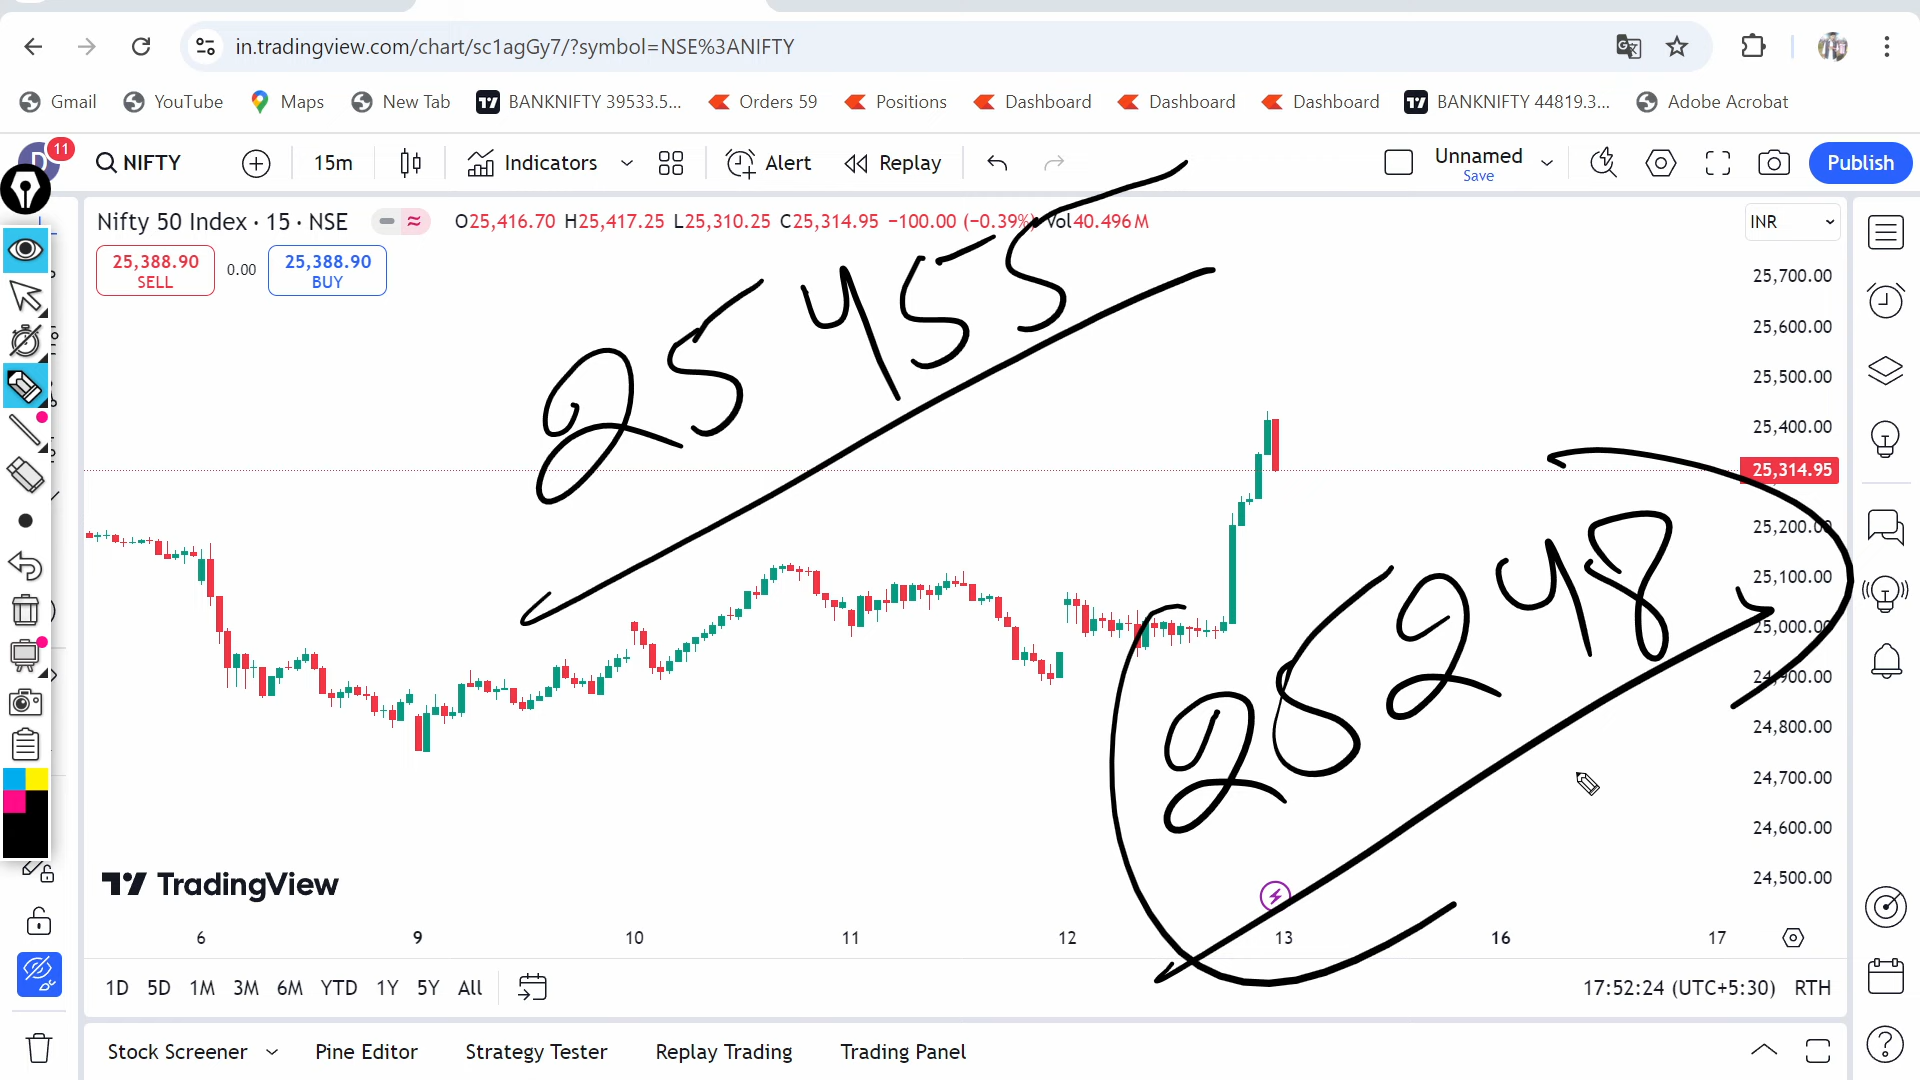 in.tradingview.com/chart/sc1agGy7/?symbol=NSE%3ANIFTY
Gmail YouTube Maps New Tab BANKNIFTY 39533.5... Orders 59 Positions Dashboard Dashboard Dashboard BANKNIFTY 44819.3... Adobe Acrobat
D 11 NIFTY 15m Indicators Alert Replay Unnamed Save Publish
Nifty 50 Index · 15 · NSE O25,416.70 H25,417.25 L25,310.25 C25,314.95 −100.00 (−0.39%) Vol40.496M INR
25,388.90 SELL 0.00 25,388.90 BUY
25,700.00
25,600.00
25,500.00
25,400.00
25,314.95
25,200.00
25,100.00
25,000.00
24,900.00
24,800.00
24,700.00
24,600.00
24,500.00
25455
25248
TradingView
6 9 10 11 12 13 16 17
1D 5D 1M 3M 6M YTD 1Y 5Y All 17:52:24 (UTC+5:30) RTH
Stock Screener Pine Editor Strategy Tester Replay Trading Trading Panel